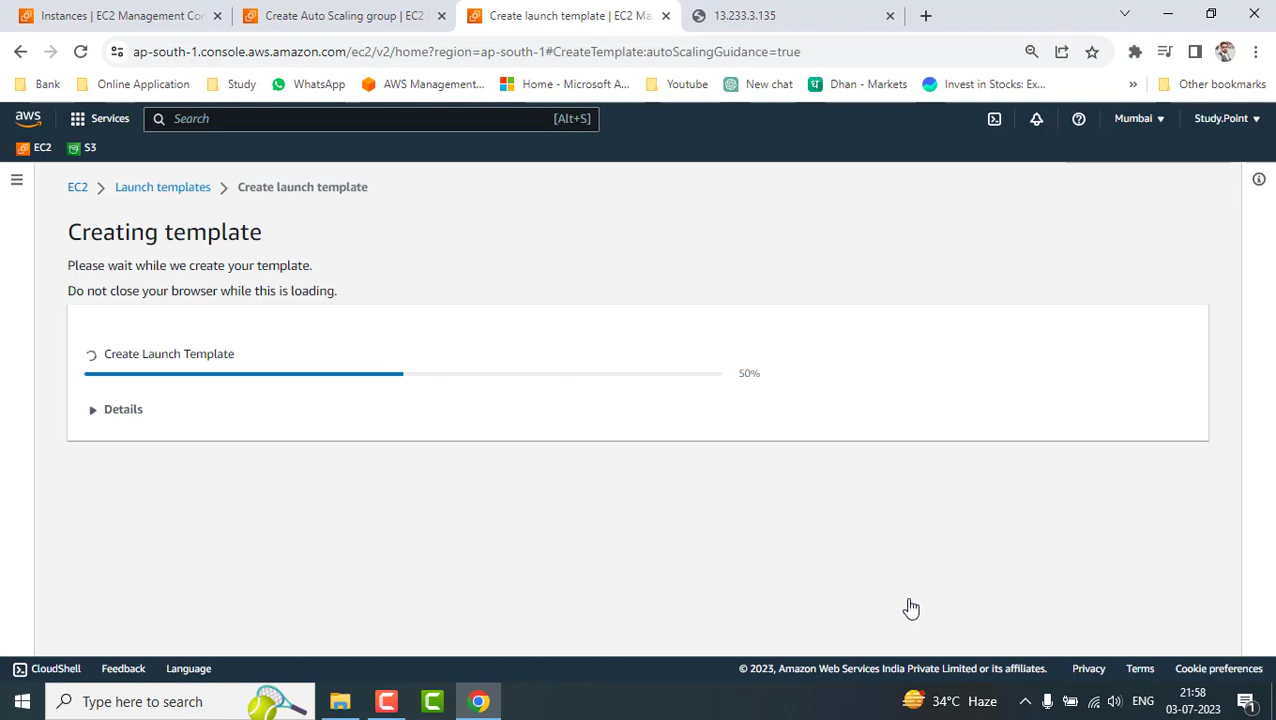 Instances | EC2 Management Co
Create Auto Scaling group | EC2
Create launch template | EC2 Ma
13.233.3.135
ap-south-1.console.aws.amazon.com/ec2/v2/home?region=ap-south-1#CreateTemplate:autoScalingGuidance=true
Bank
Online Application
Study
WhatsApp
AWS Management...
Home - Microsoft A...
Youtube
New chat
Dhan - Markets
Invest in Stocks: Ex...
»
Other bookmarks
aws
Services
Search
[Alt+S]
Mumbai
Study.Point
EC2
S3
EC2
Launch templates
Create launch template
Creating template
Please wait while we create your template.
Do not close your browser while this is loading.
Create Launch Template
50%
Details
CloudShell
Feedback
Language
© 2023, Amazon Web Services India Private Limited or its affiliates.
Privacy
Terms
Cookie preferences
Type here to search
34°C Haze
ENG
21:58
03-07-2023
1